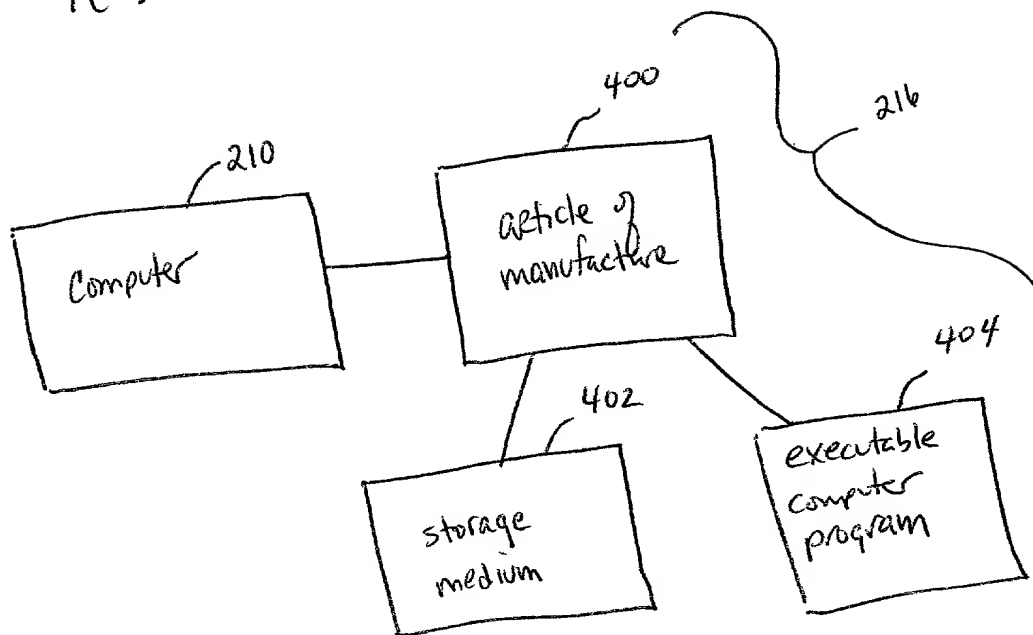 400
216
210
article of
manufacture
Computer
404
402
executable
computer
program
storage
medium